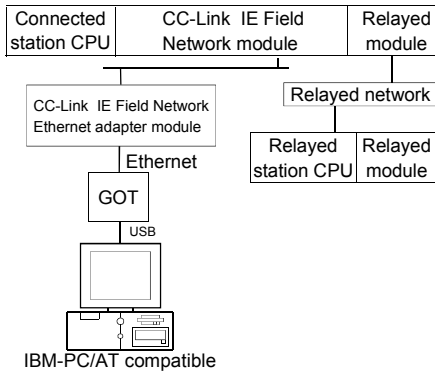 Connected
station CPU
CC-Link IE Field
Network module
Relayed
module
CC-Link IE Field Network
Ethernet adapter module
Relayed network
Relayed
station CPU
Relayed
module
Ethernet
GOT
USB
IBM-PC/AT compatible